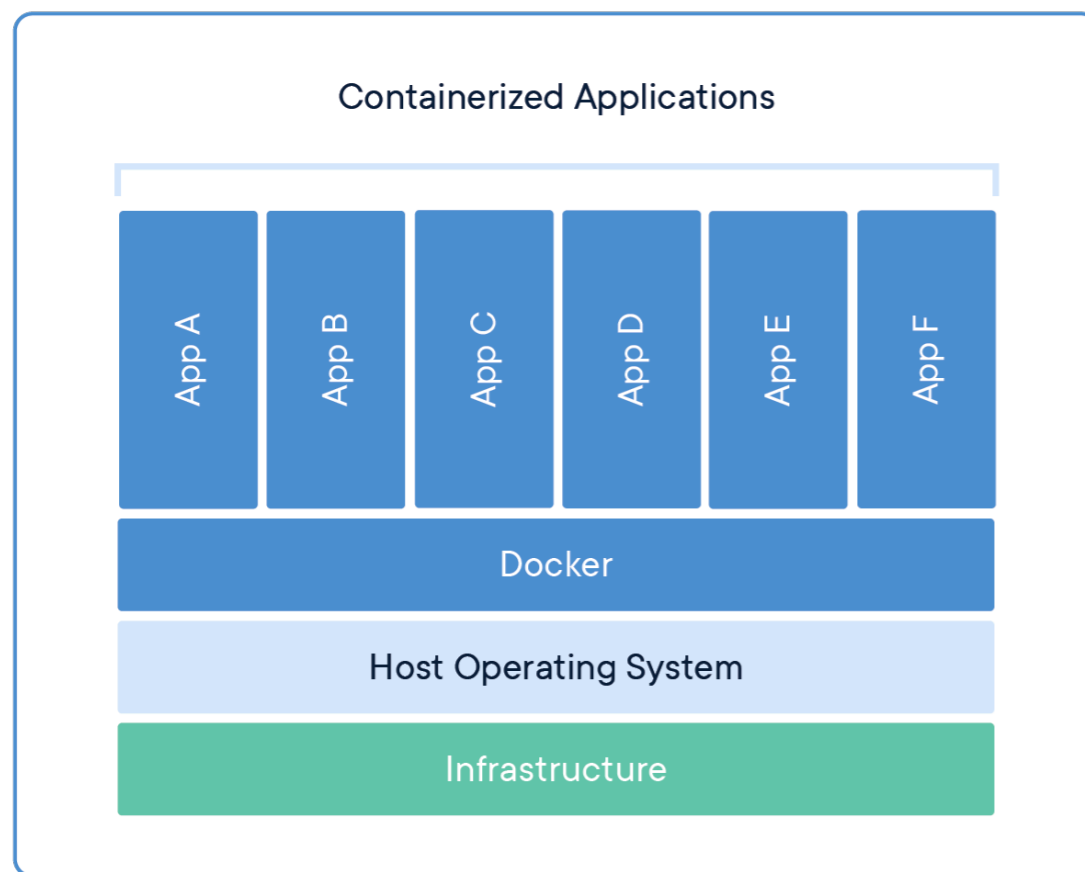 Containerized Applications
App A
App B
App C
App D
App E
App F
Docker
Host Operating System
Infrastructure